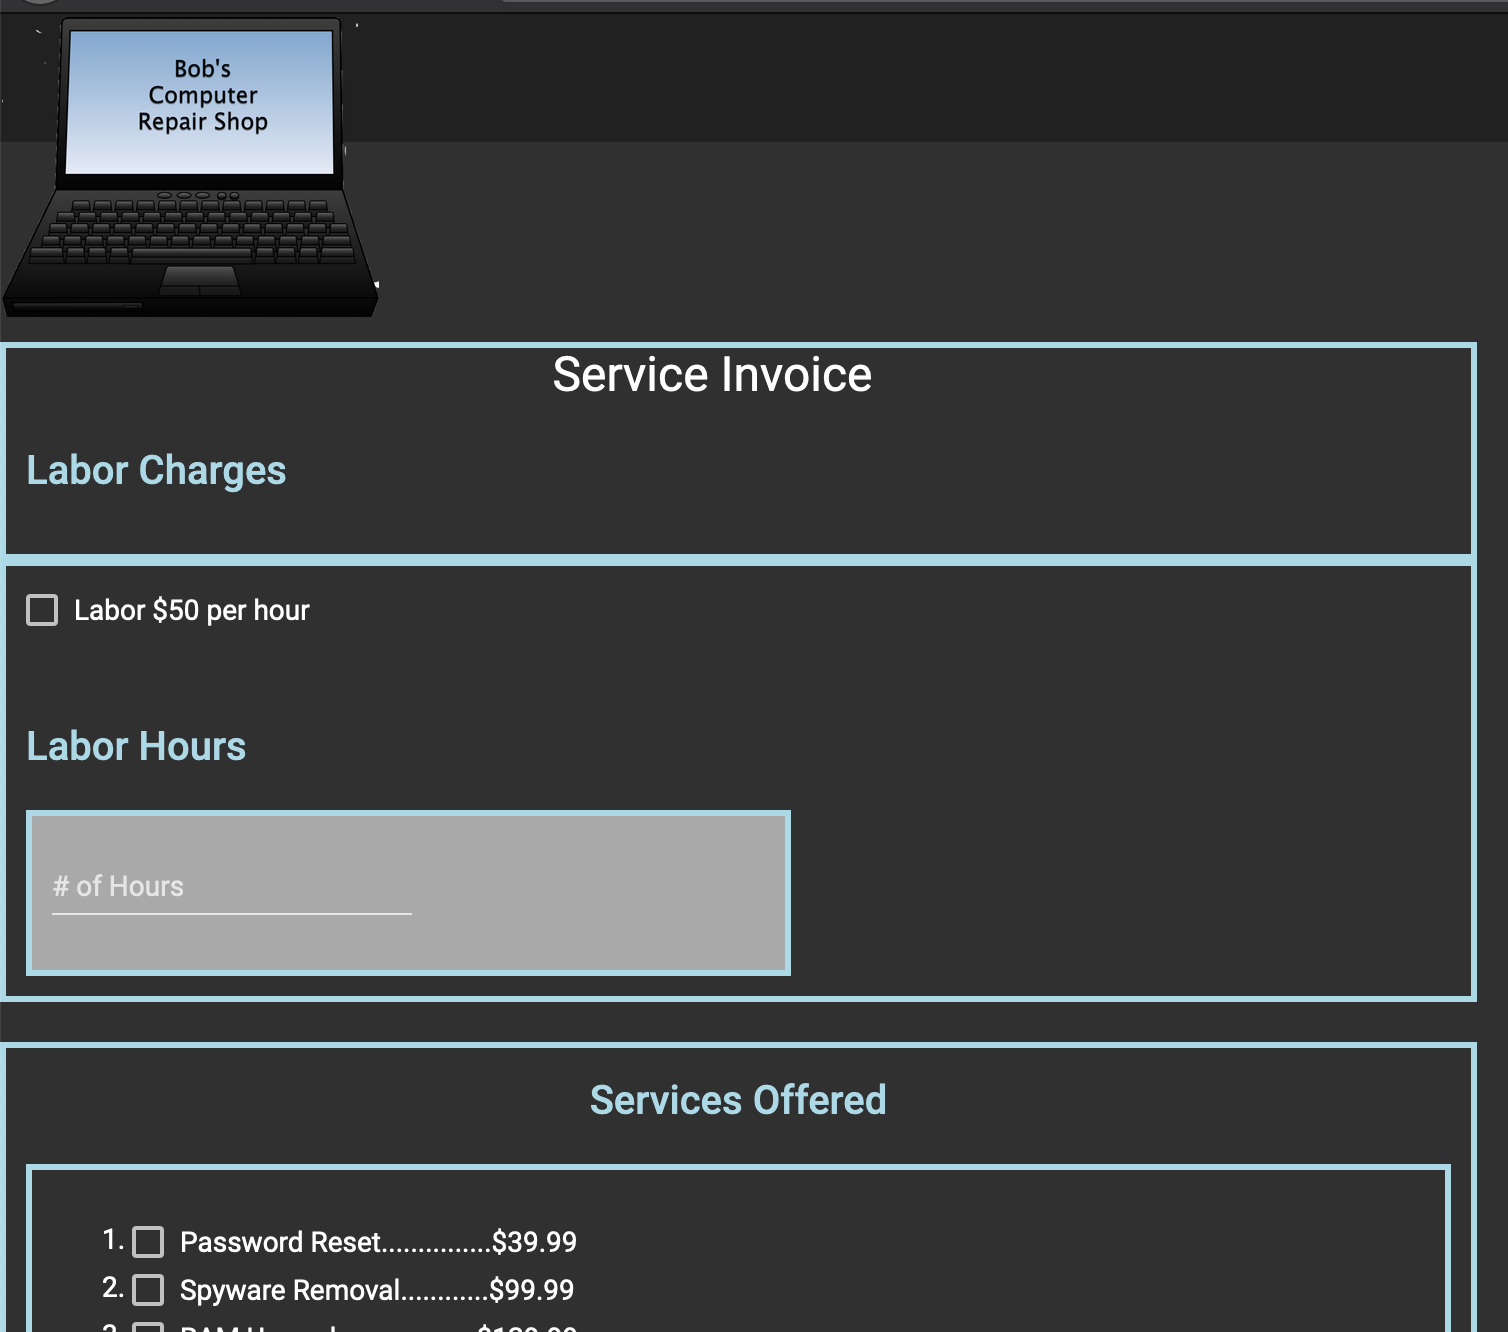 Bob's
Computer
Repair Shop
Service Invoice
Labor Charges
Labor $50 per hour
Labor Hours
# of Hours
Services Offered
1. Password Reset...............$39.99
2. Spyware Removal............$99.99